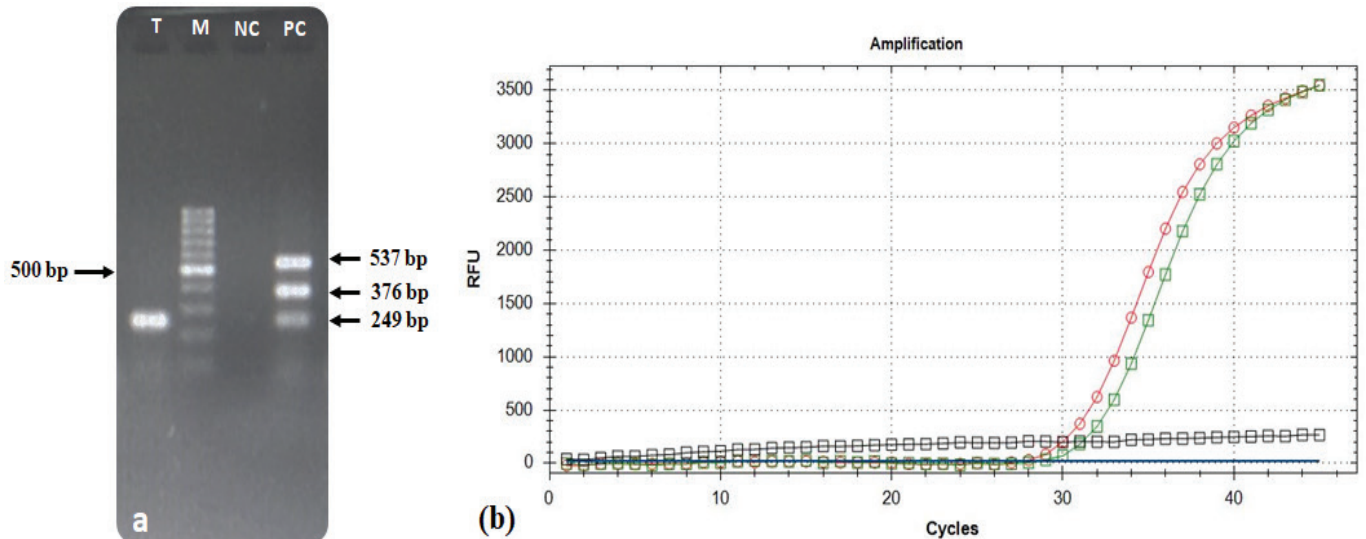 T M NC PC
500 bp
537 bp
376 bp
249 bp
a
(b)
Amplification
RFU
3500
3000
2500
2000
1500
1000
500
0
0 10 20 30 40
Cycles